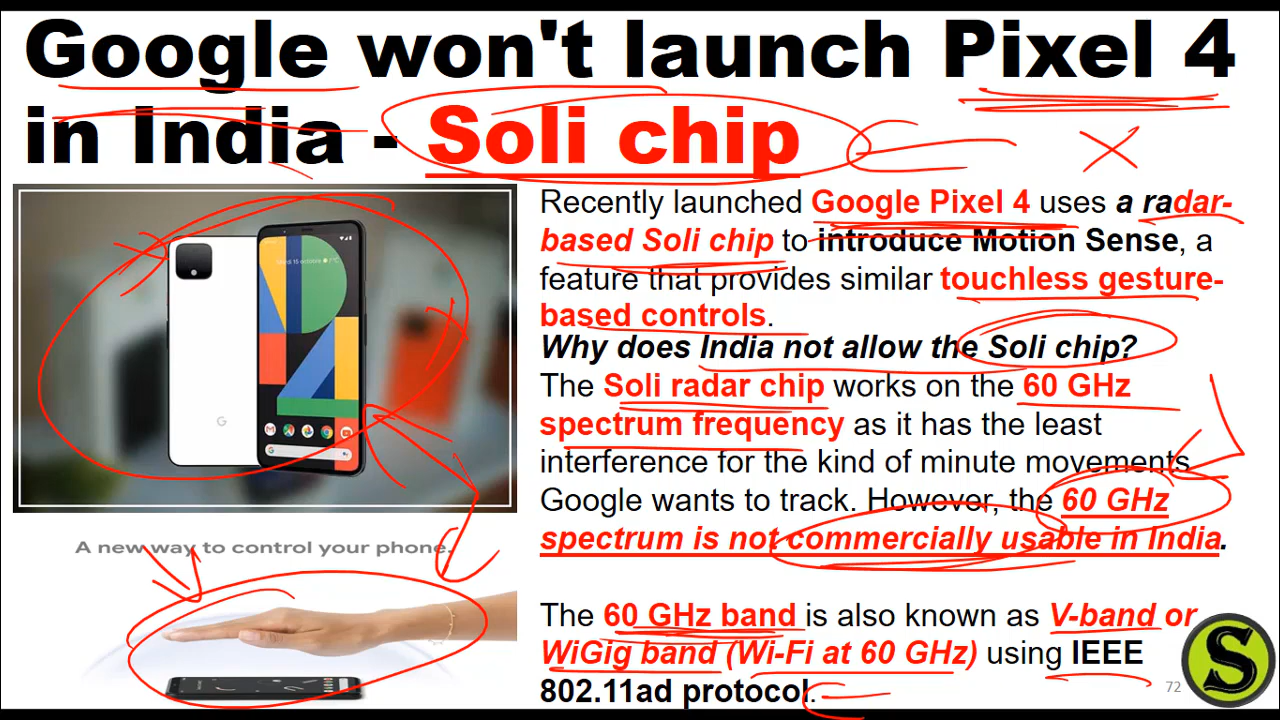 Google won't launch Pixel 4
in India - Soli chip
Recently launched Google Pixel 4 uses a radar-
based Soli chip to introduce Motion Sense, a
feature that provides similar touchless gesture-
based controls.
Why does India not allow the Soli chip?
The Soli radar chip works on the 60 GHz
spectrum frequency as it has the least
interference for the kind of minute movements
Google wants to track. However, the 60 GHz
spectrum is not commercially usable in India.
The 60 GHz band is also known as V-band or
WiGig band (Wi-Fi at 60 GHz) using IEEE
802.11ad protocol.
A new way to control your phone.
S
72